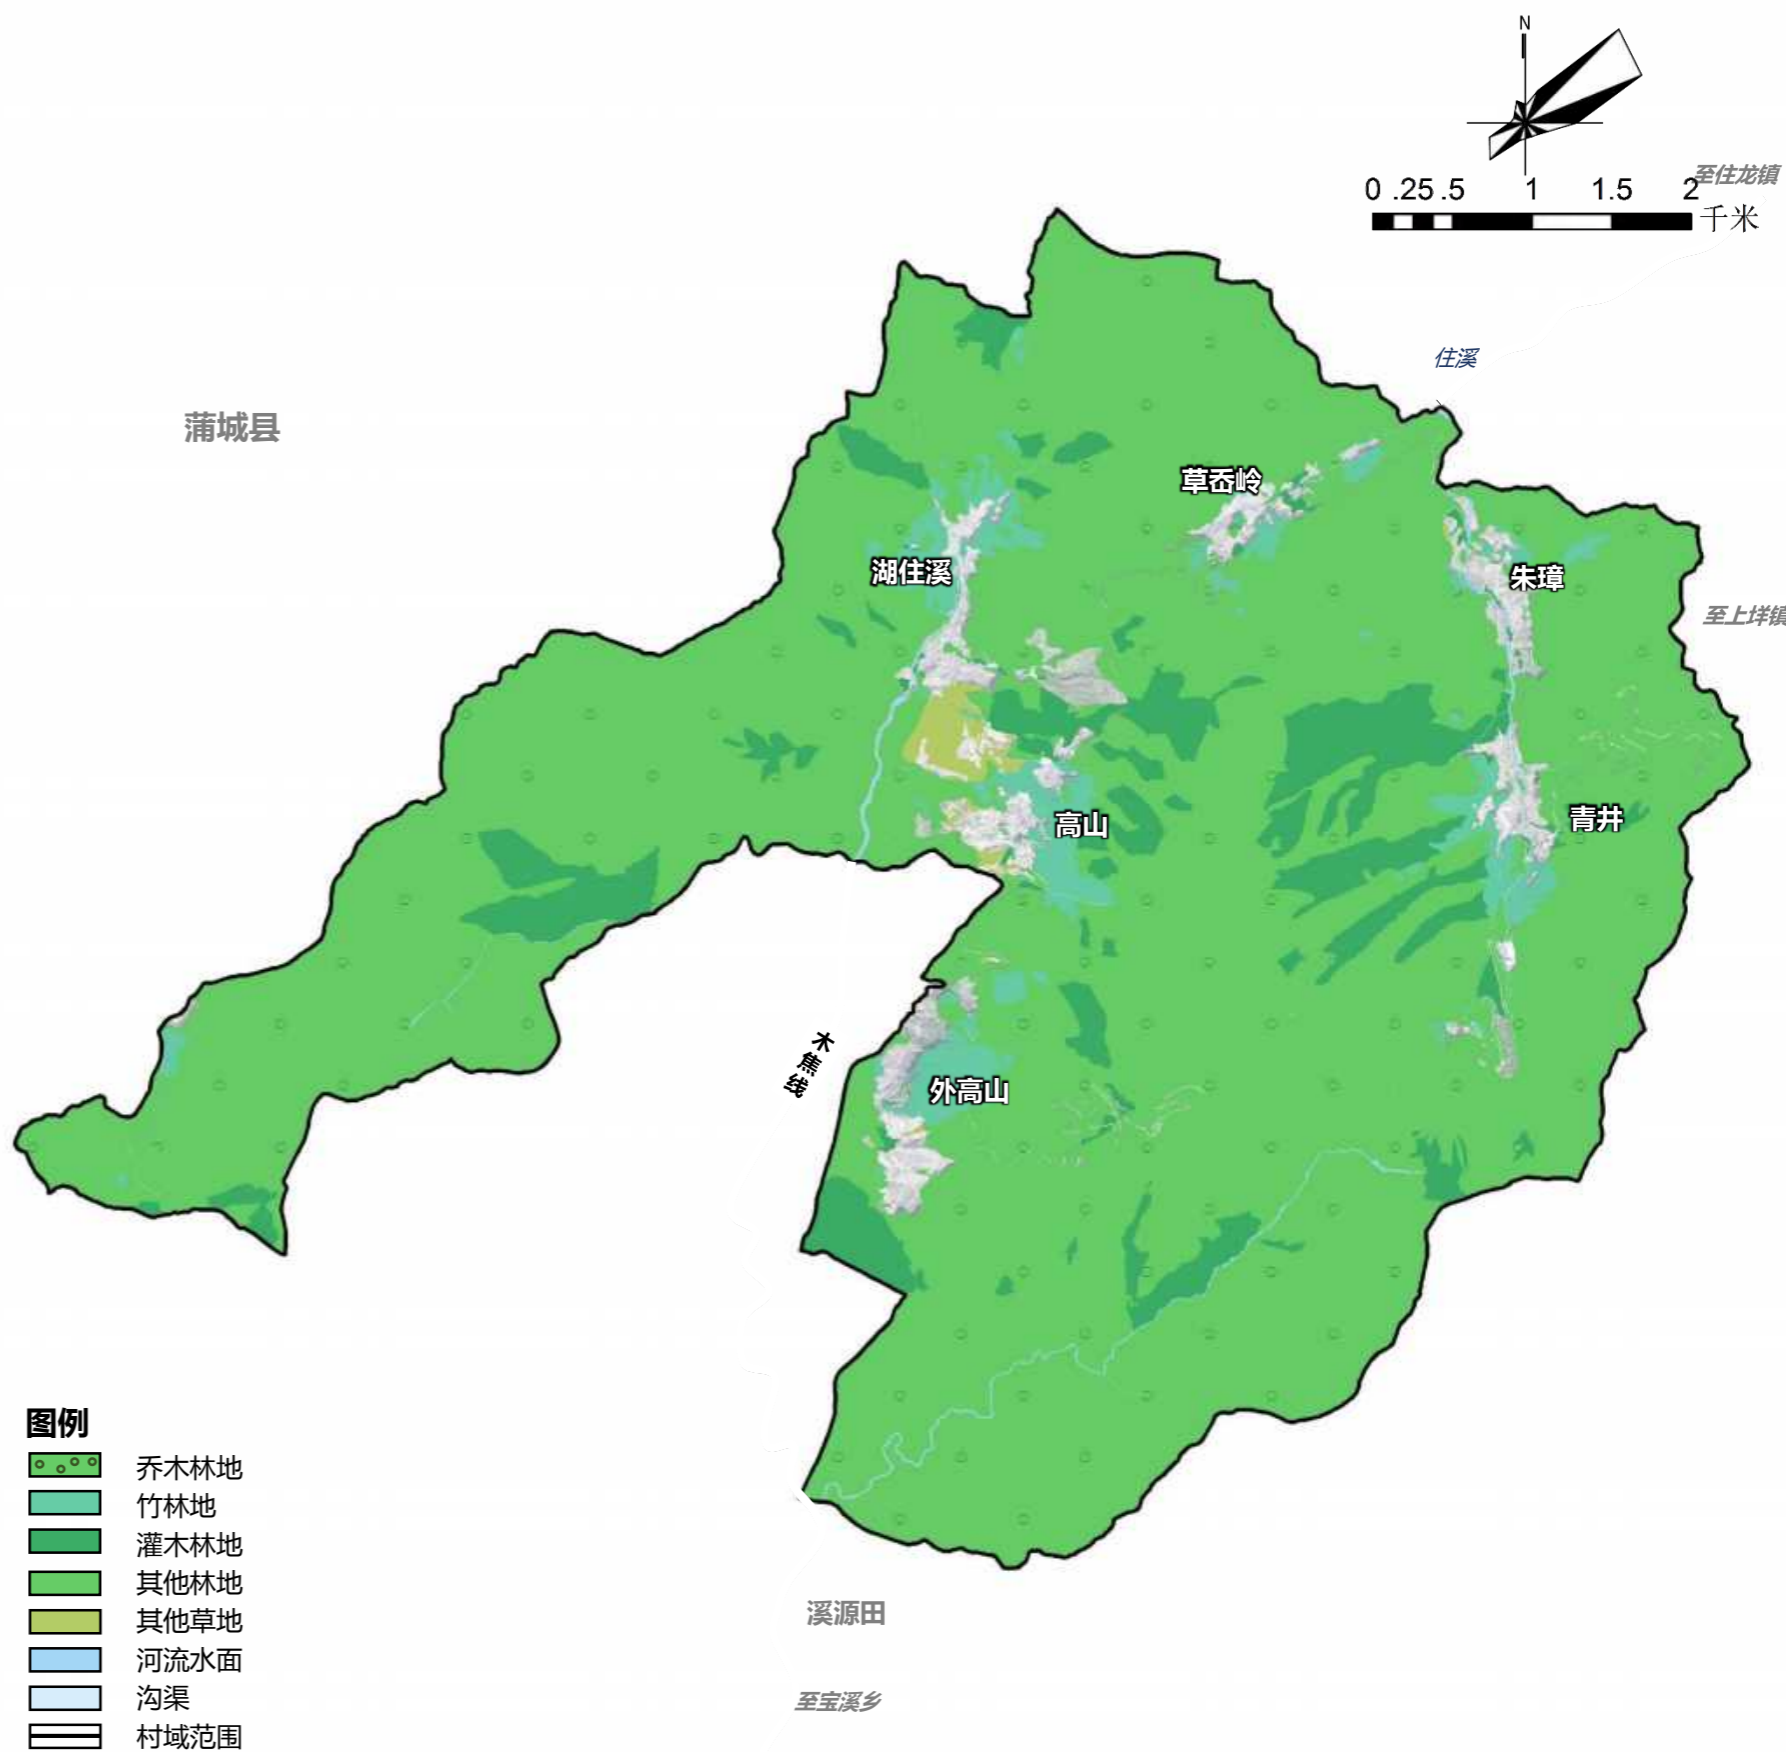 N
至住龙镇
0 .25 .5 1 1.5 2
千米
住溪
蒲城县
草岙岭
湖住溪
朱璋
至上垟镇
高山
青井
木焦线
外高山
图例
乔木林地
竹林地
灌木林地
其他林地
其他草地
河流水面
沟渠
村域范围
溪源田
至宝溪乡